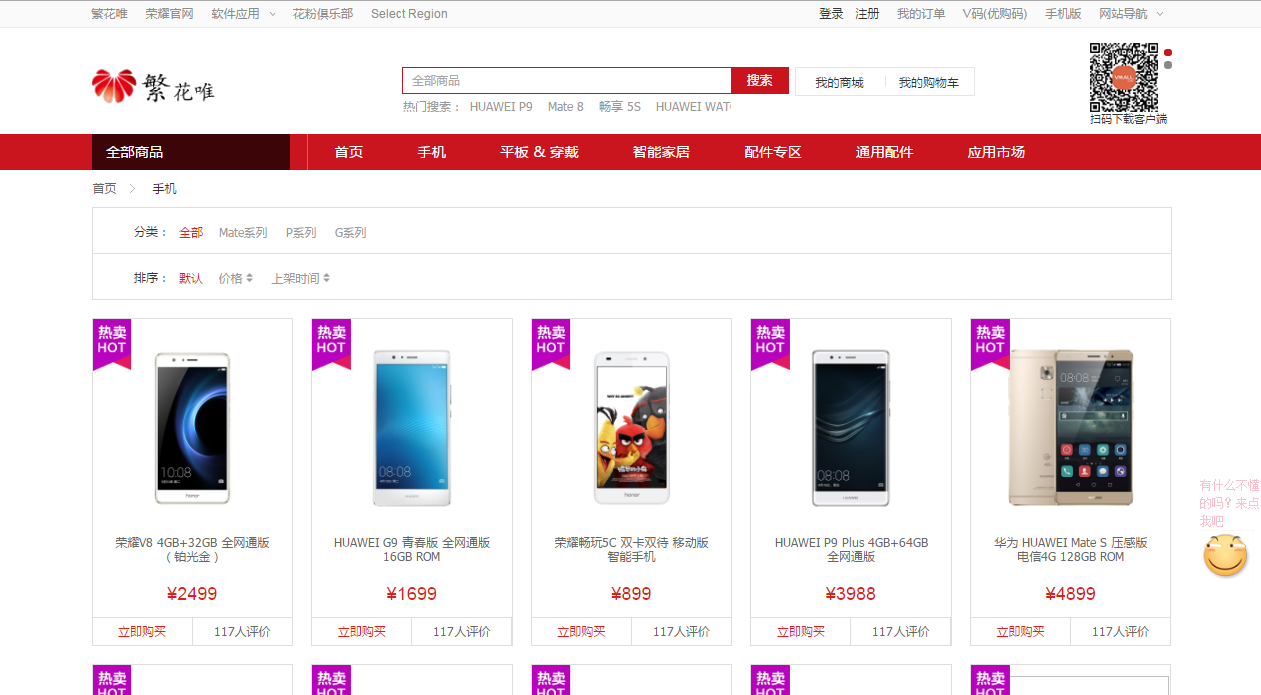 繁花唯 荣耀官网 软件应用 花粉俱乐部 Select Region 登录 注册 我的订单 V码(优购码) 手机版 网站导航
繁花唯
全部商品 搜索 我的商城 我的购物车
VMALL
热门搜索： HUAWEI P9 Mate 8 畅享 5S HUAWEI WAT
扫码下载客户端
全部商品 首页 手机 平板 & 穿戴 智能家居 配件专区 通用配件 应用市场
首页 手机
分类： 全部 Mate系列 P系列 G系列
排序： 默认 价格 上架时间
热卖 热卖 热卖 热卖 热卖
HOT HOT HOT HOT HOT
10:08 08:08 08:08 08:08
honor honor HUAWEI
有什么不懂
的吗? 来点
我吧
荣耀V8 4GB+32GB 全网通版 HUAWEI G9 青春版 全网通版 荣耀畅玩5C 双卡双待 移动版 HUAWEI P9 Plus 4GB+64GB 华为 HUAWEI Mate S 压感版
（铂光金） 16GB ROM 智能手机 全网通版 电信4G 128GB ROM
¥2499 ¥1699 ¥899 ¥3988 ¥4899
立即购买 117人评价 立即购买 117人评价 立即购买 117人评价 立即购买 117人评价 立即购买 117人评价
热卖 热卖 热卖 热卖 热卖
HOT HOT HOT HOT HOT